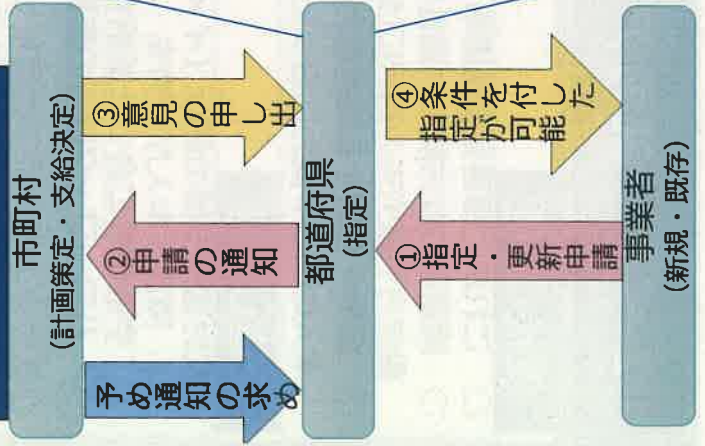 市町村
(計画策定・支給決定)
予め通知の求め
②申請の通知
③意見の申し出
都道府県
(指定)
①指定・更新申請
④条件を付した
指定が可能
事業者
(新規・既存)